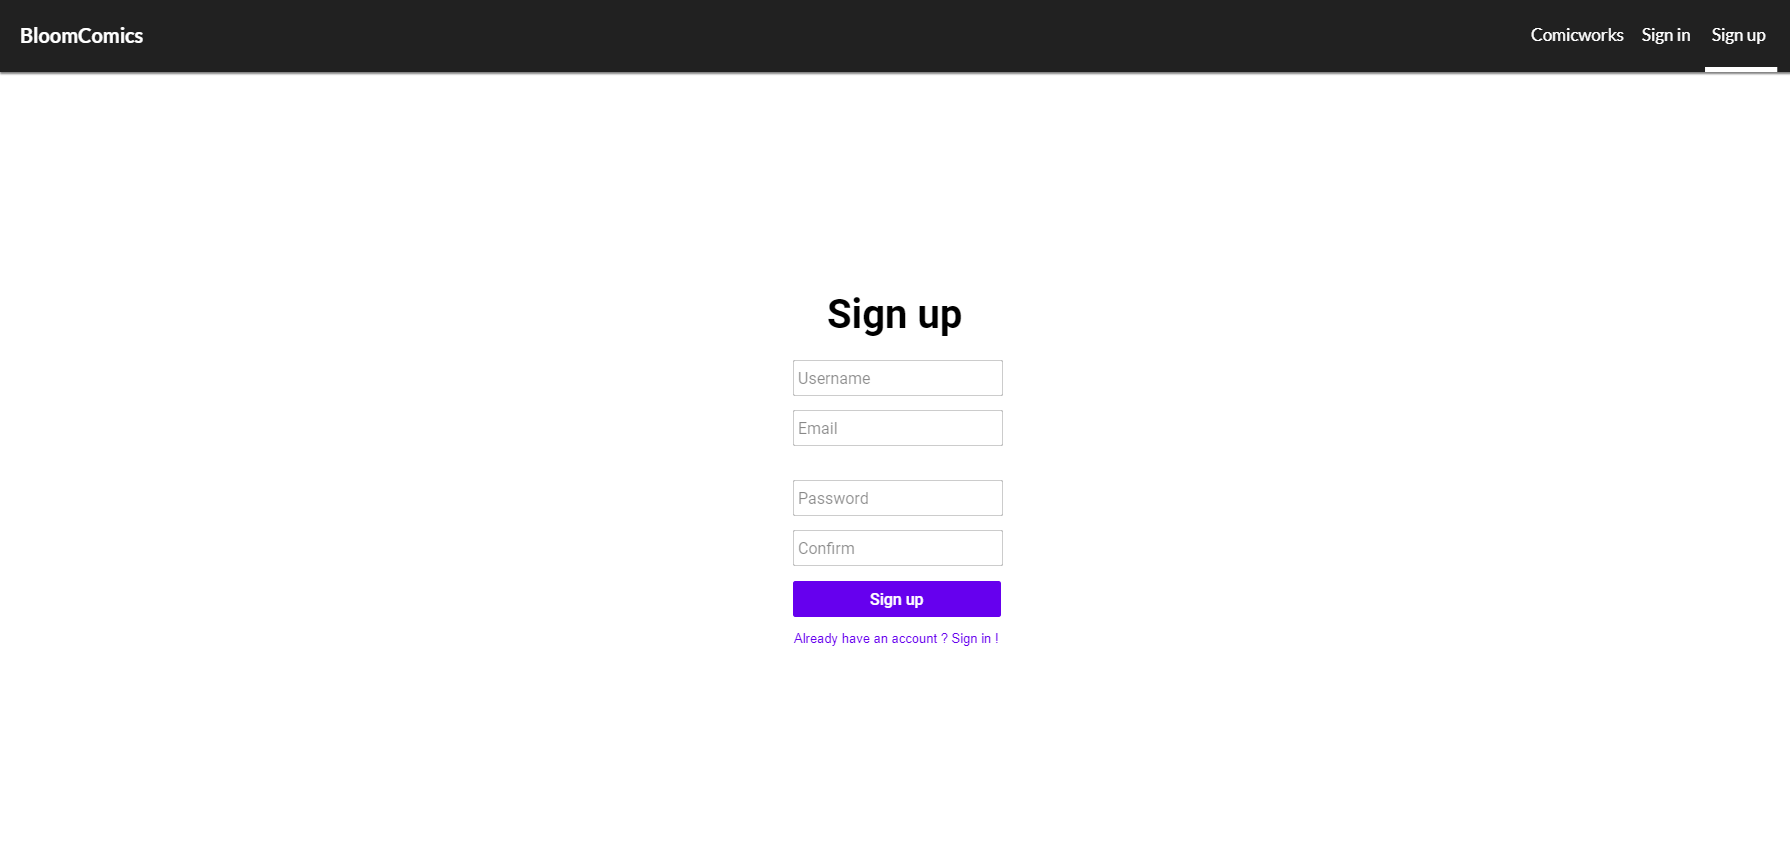 BloomComics
Comicworks Sign in Sign up
Sign up
Username
Email
Password
Confirm
Sign up
Already have an account ? Sign in !